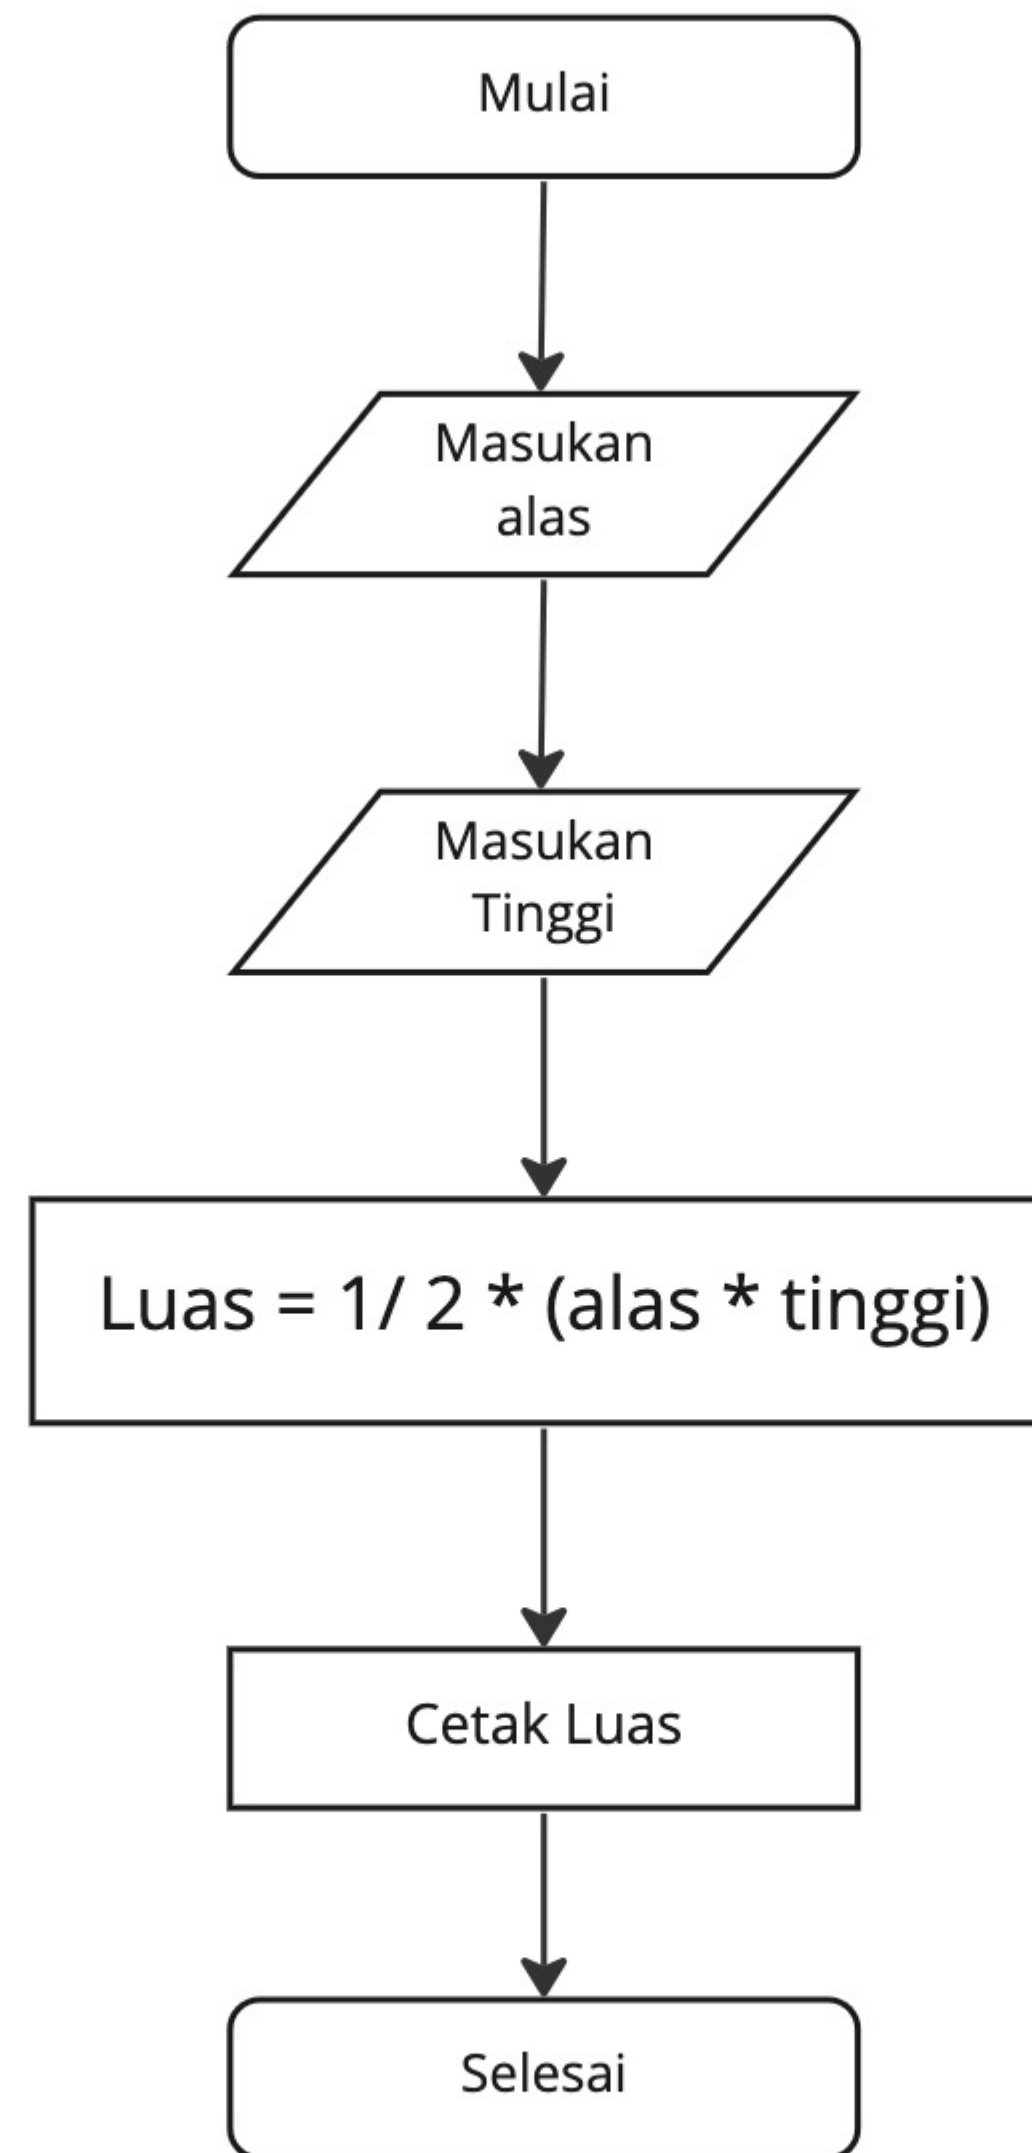 Mulai
Masukan
alas
Masukan
Tinggi
Luas = 1/ 2 * (alas * tinggi)
Cetak Luas
Selesai